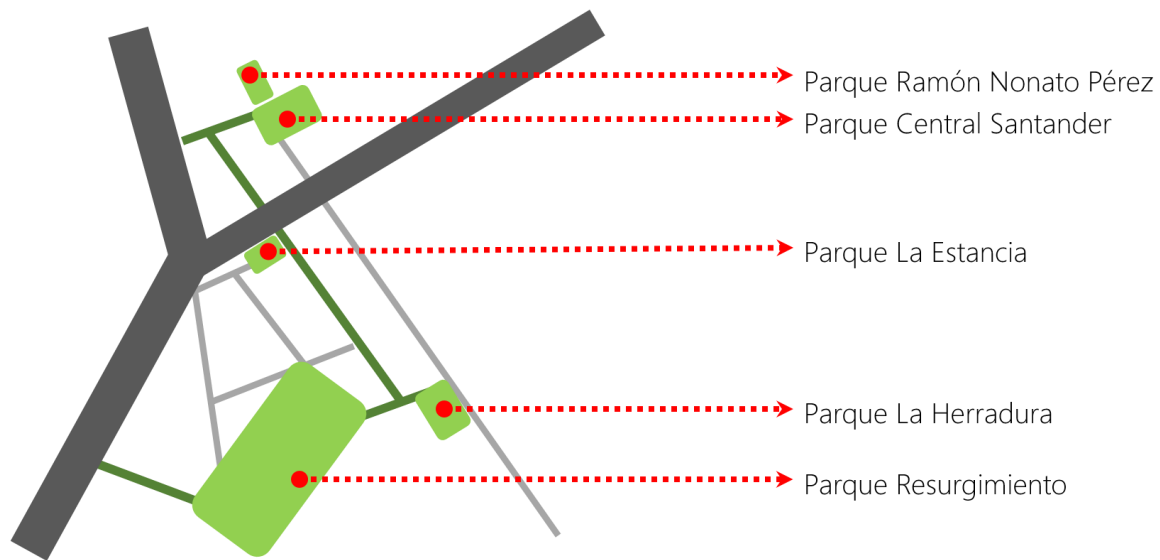 Parque Ramón Nonato Pérez
Parque Central Santander
Parque La Estancia
Parque La Herradura
Parque Resurgimiento